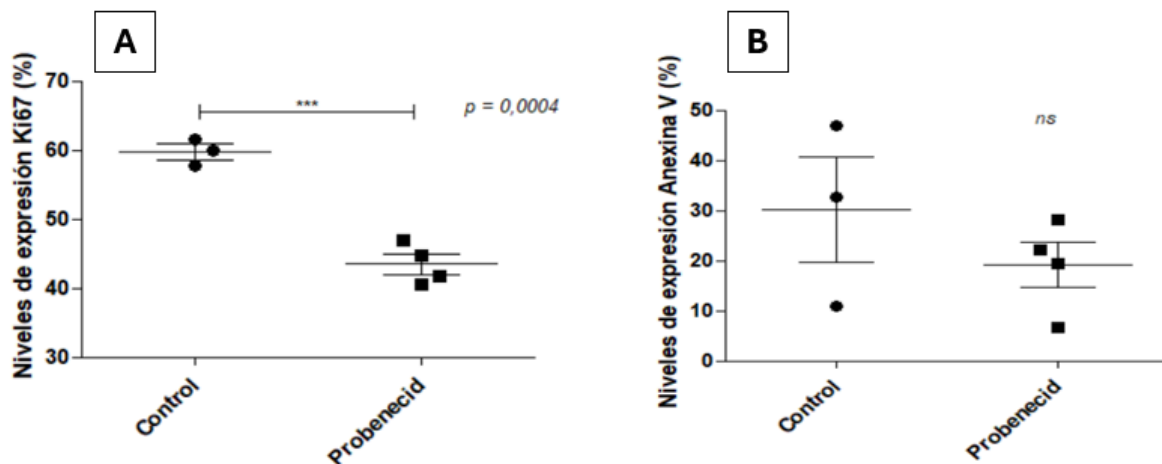 A
Niveles de expresión Ki67 (%)
70
60
50
40
30
***
p = 0,0004
Control
Probenecid
B
Niveles de expresión Anexina V (%)
50
40
30
20
10
0
ns
Control
Probenecid